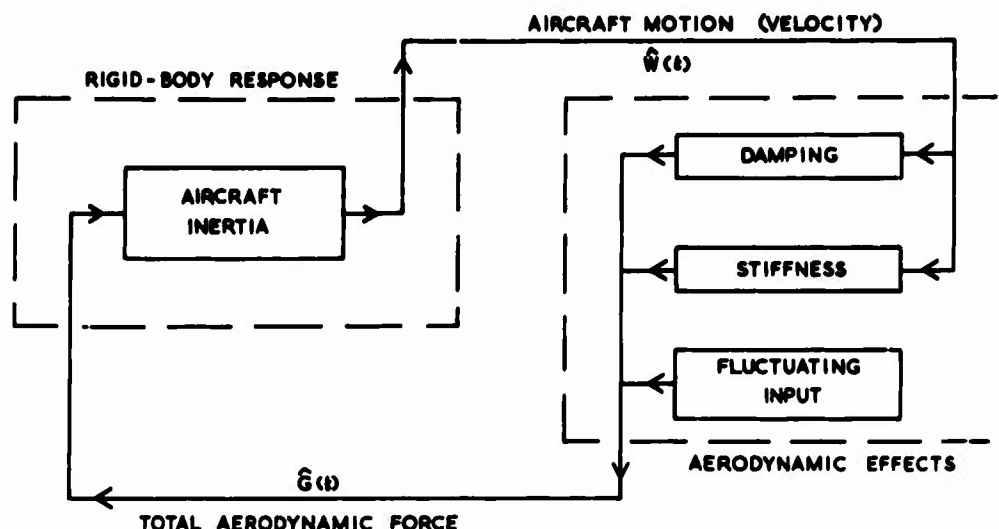 AIRCRAFT MOTION (VELOCITY)
Ŵ(t)
RIGID-BODY RESPONSE
AIRCRAFT
INERTIA
DAMPING
STIFFNESS
FLUCTUATING
INPUT
AERODYNAMIC EFFECTS
Ĝ(t)
TOTAL AERODYNAMIC FORCE